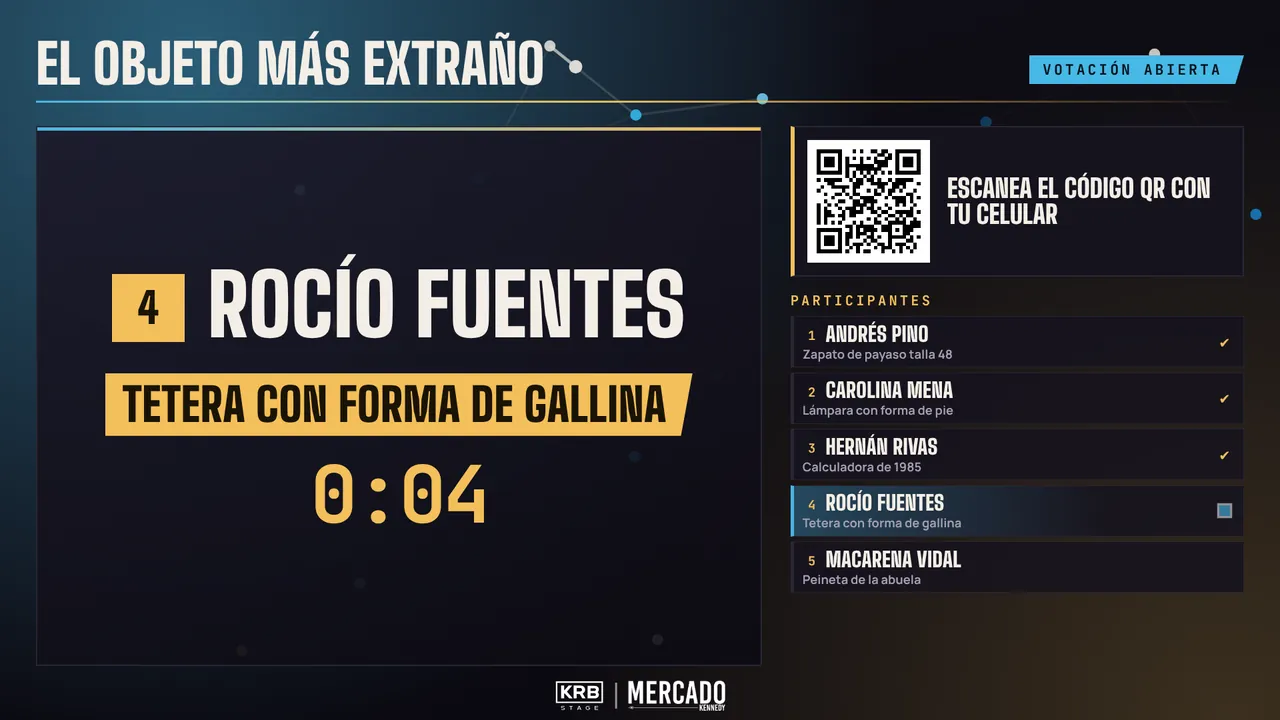 EL OBJETO MÁS EXTRAÑO
VOTACIÓN ABIERTA
4 ROCÍO FUENTES
TETERA CON FORMA DE GALLINA
0:04
ESCANEA EL CÓDIGO QR CON
TU CELULAR
PARTICIPANTES
1 ANDRÉS PINO ✔
Zapato de payaso talla 48
2 CAROLINA MENA ✔
Lámpara con forma de pie
3 HERNÁN RIVAS ✔
Calculadora de 1985
4 ROCÍO FUENTES
Tetera con forma de gallina
5 MACARENA VIDAL
Peineta de la abuela
KRB
STAGE
MERCADO
KENNEDY